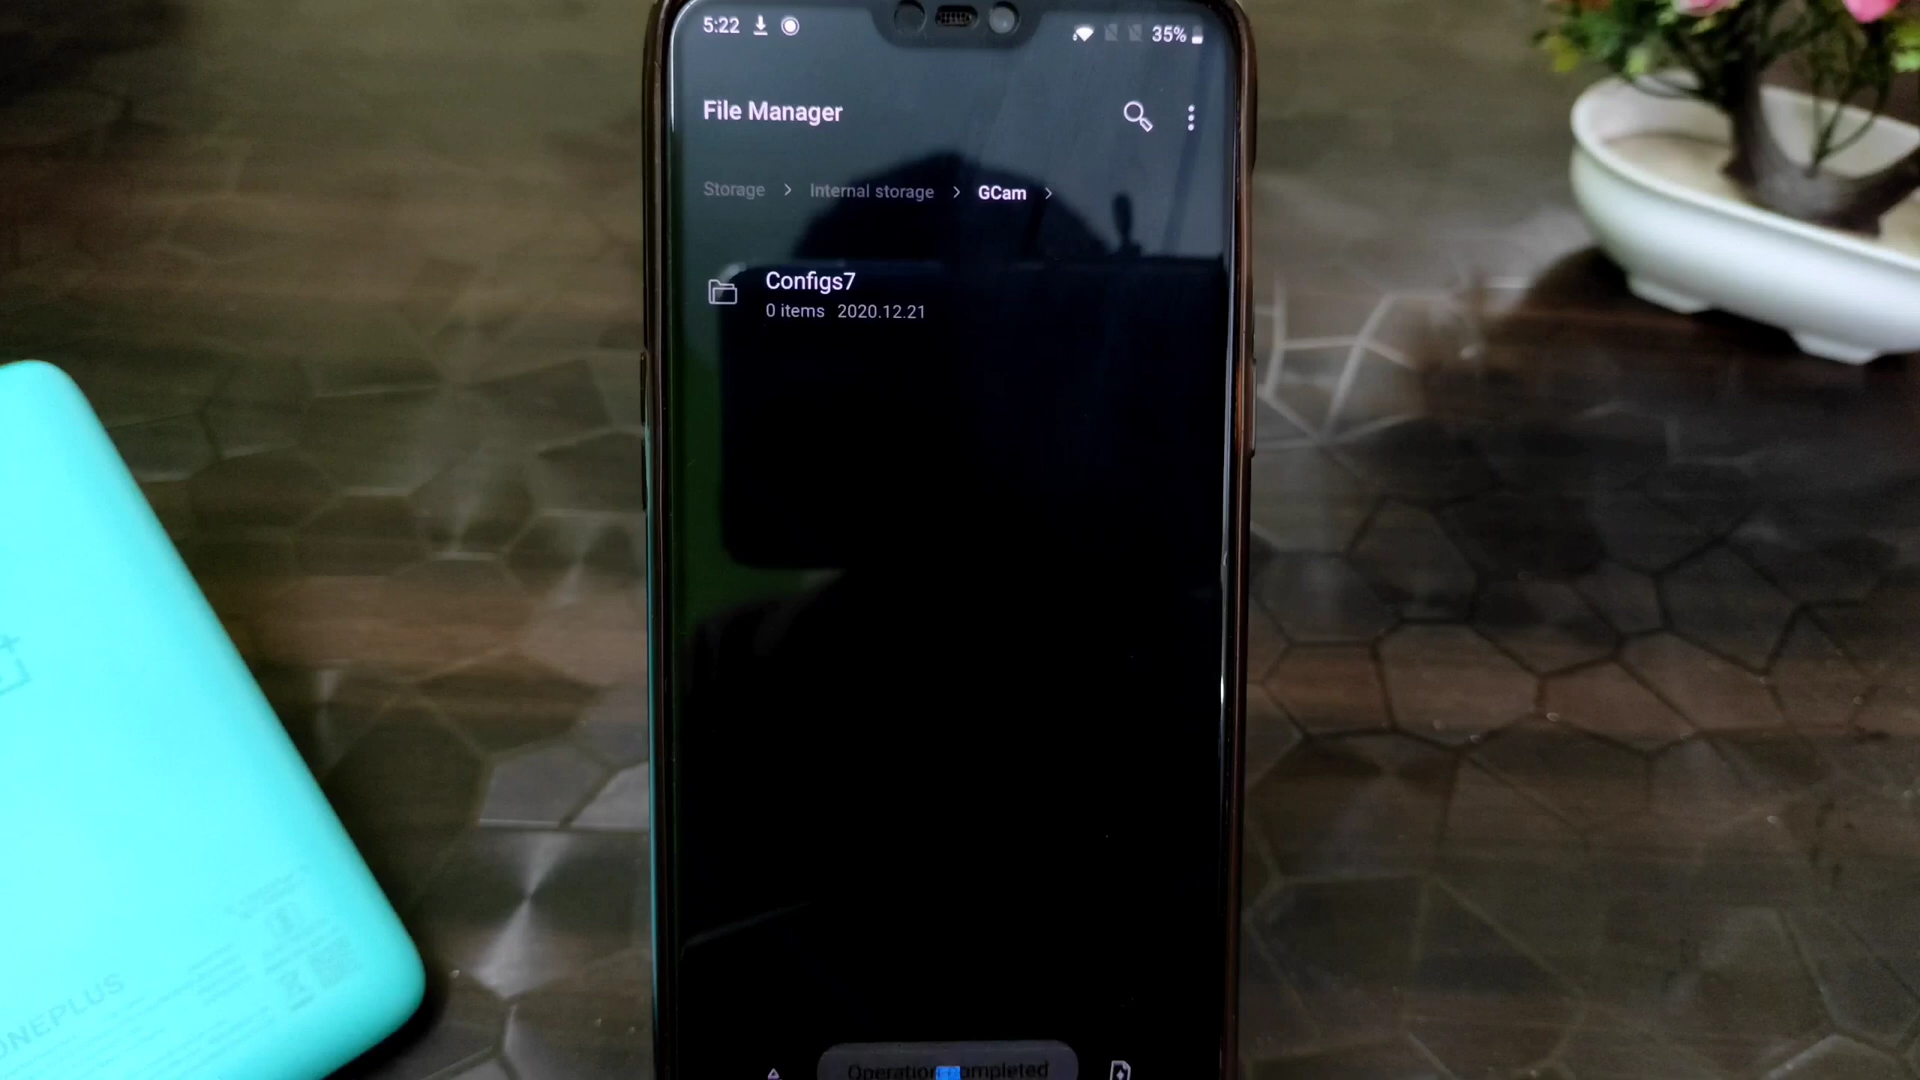 5:22
35%
File Manager
Storage > Internal storage > GCam >
Configs7
0 items 2020.12.21
Operation completed
ONEPLUS